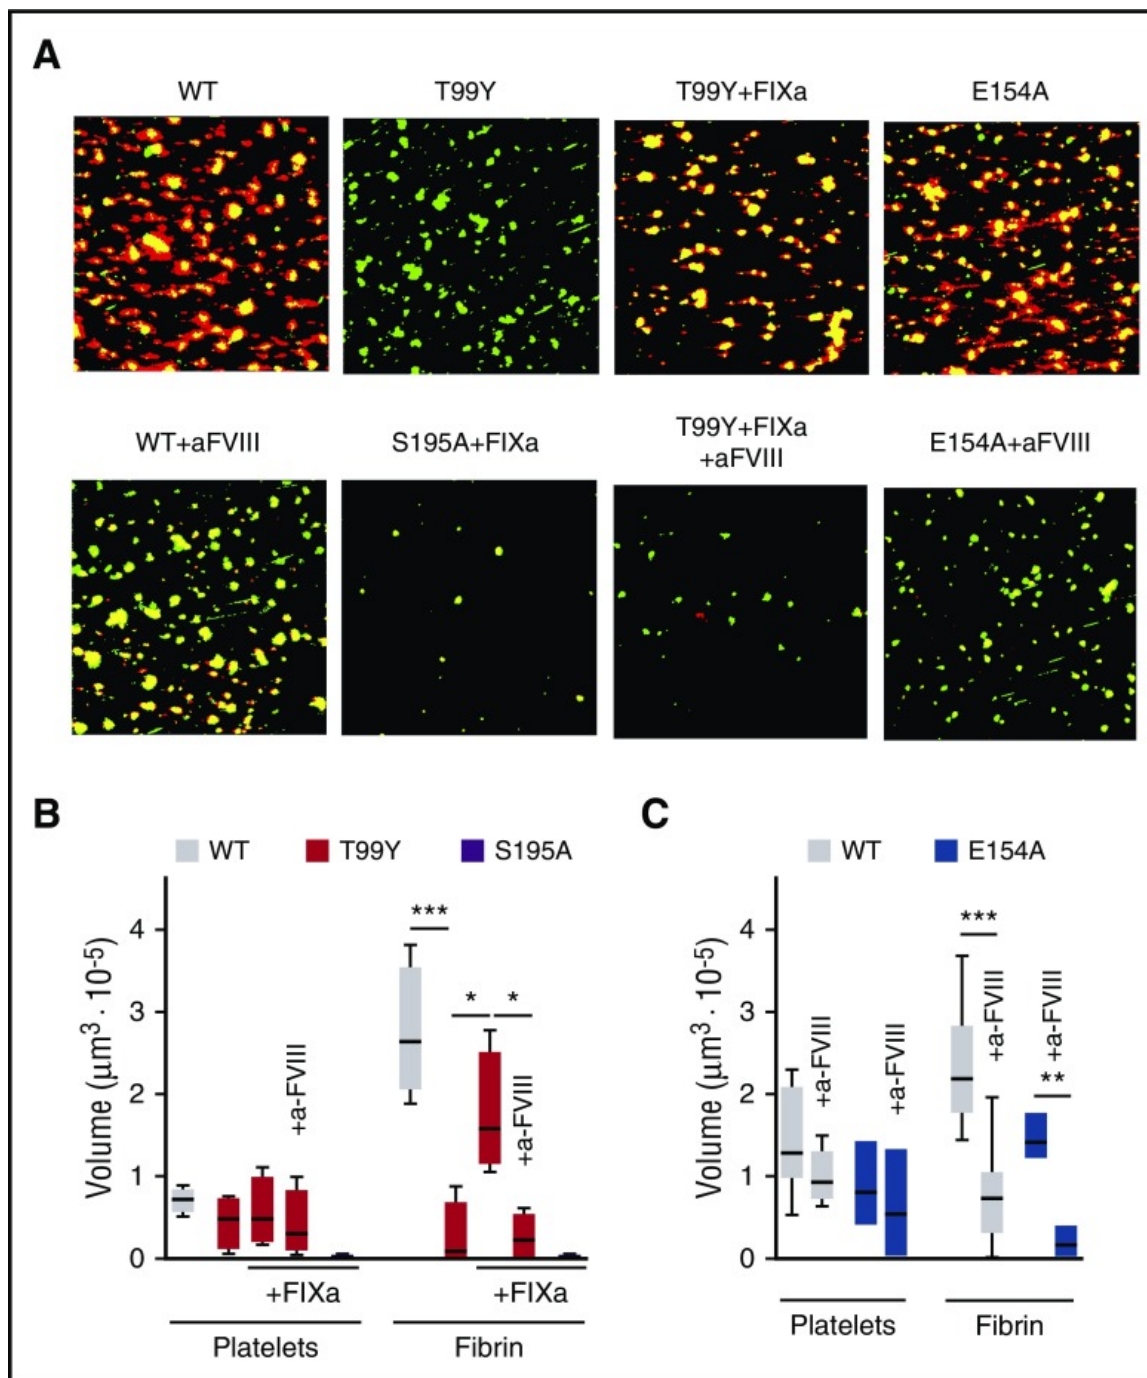 A
WT T99Y T99Y+FIXa E154A
WT+aFVIII S195A+FIXa T99Y+FIXa
+aFVIII E154A+aFVIII
B
WT T99Y S195A
Volume (μm³ · 10⁻⁵)
4
3
2
1
0
+a-FVIII
***
*
*
+a-FVIII
+FIXa
+FIXa
Platelets
Fibrin
C
WT E154A
Volume (μm³ · 10⁻⁵)
4
3
2
1
0
+a-FVIII
+a-FVIII
***
+a-FVIII
+a-FVIII
**
Platelets
Fibrin